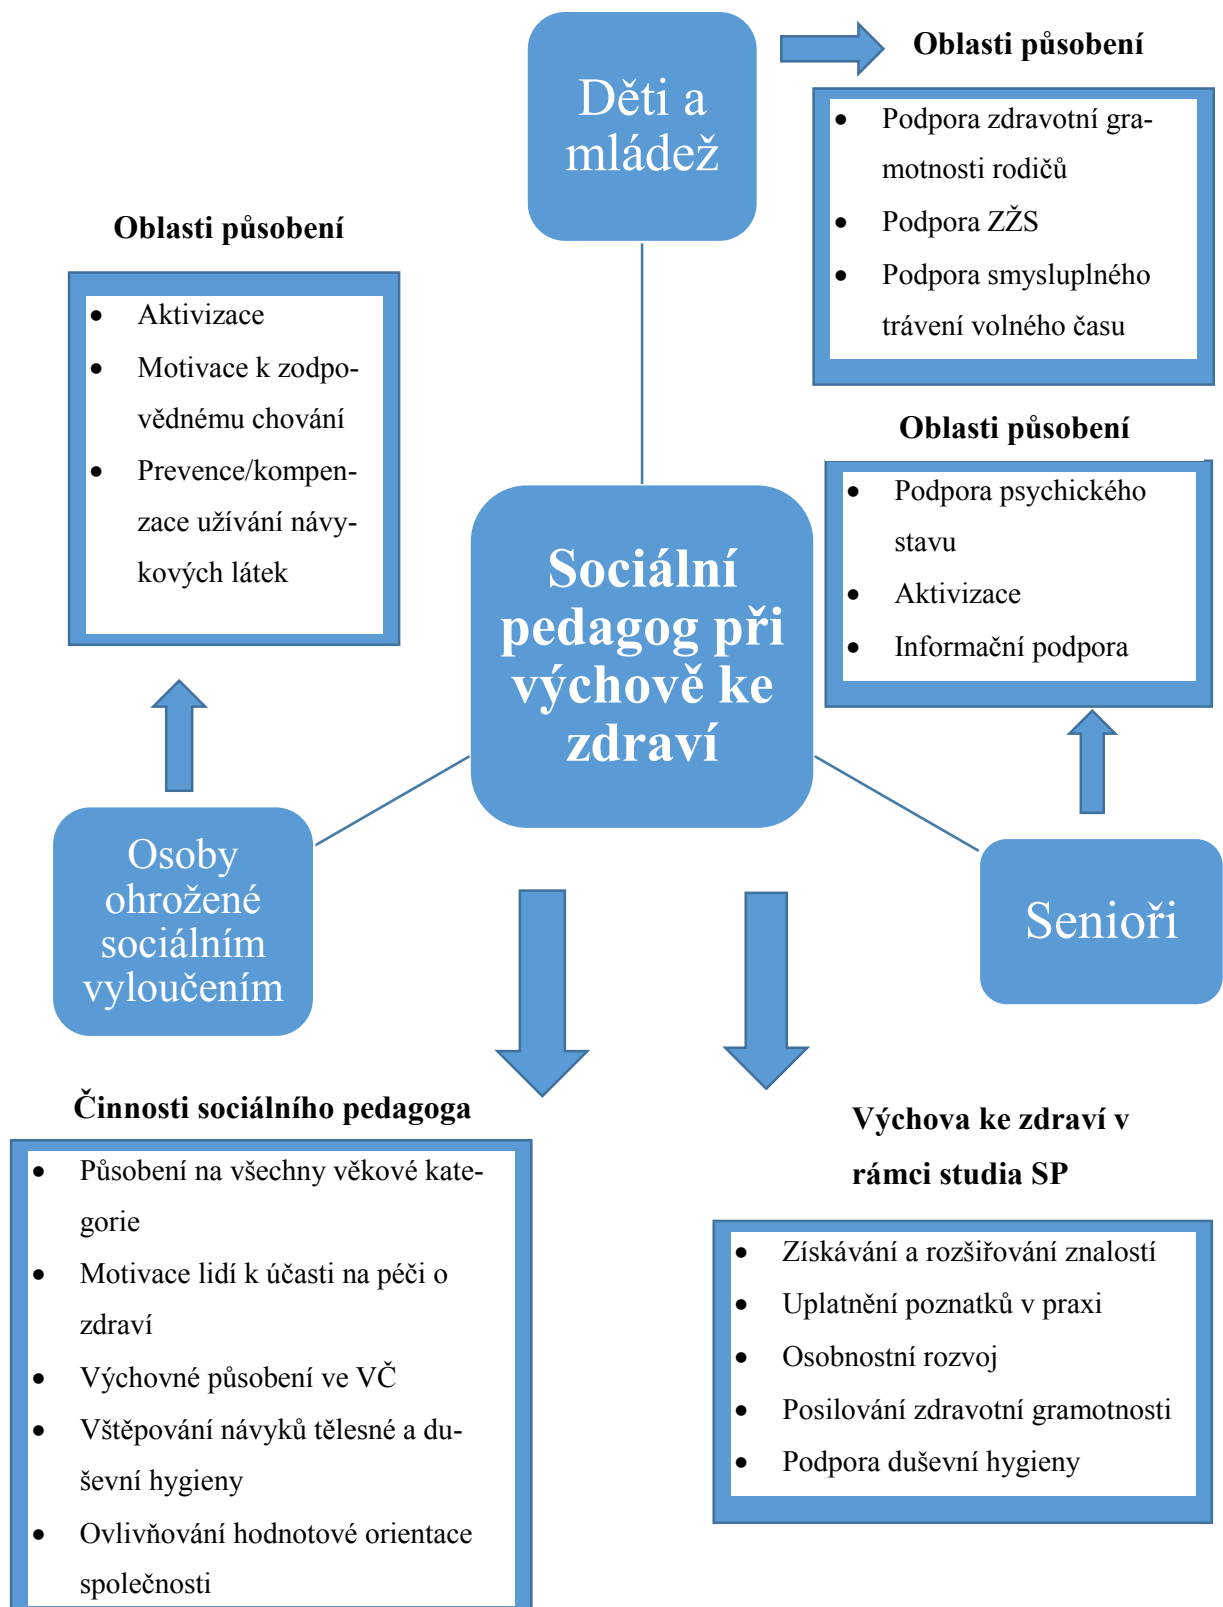 Děti a
mládež
Oblasti působení
• Podpora zdravotní gra-
motnosti rodičů
• Podpora ZŽS
• Podpora smysluplného
trávení volného času
Oblasti působení
• Aktivizace
• Motivace k zodpo-
vědnému chování
• Prevence/kompen-
zace užívání návy-
kových látek
Oblasti působení
• Podpora psychického
stavu
• Aktivizace
• Informační podpora
Sociální
pedagog při
výchově ke
zdraví
Osoby
ohrožené
sociálním
vyloučením
Senioři
Činnosti sociálního pedagoga
• Působení na všechny věkové kate-
gorie
• Motivace lidí k účasti na péči o
zdraví
• Výchovné působení ve VČ
• Vštěpování návyků tělesné a du-
ševní hygieny
• Ovlivňování hodnotové orientace
společnosti
Výchova ke zdraví v
rámci studia SP
• Získávání a rozšiřování znalostí
• Uplatnění poznatků v praxi
• Osobnostní rozvoj
• Posilování zdravotní gramotnosti
• Podpora duševní hygieny